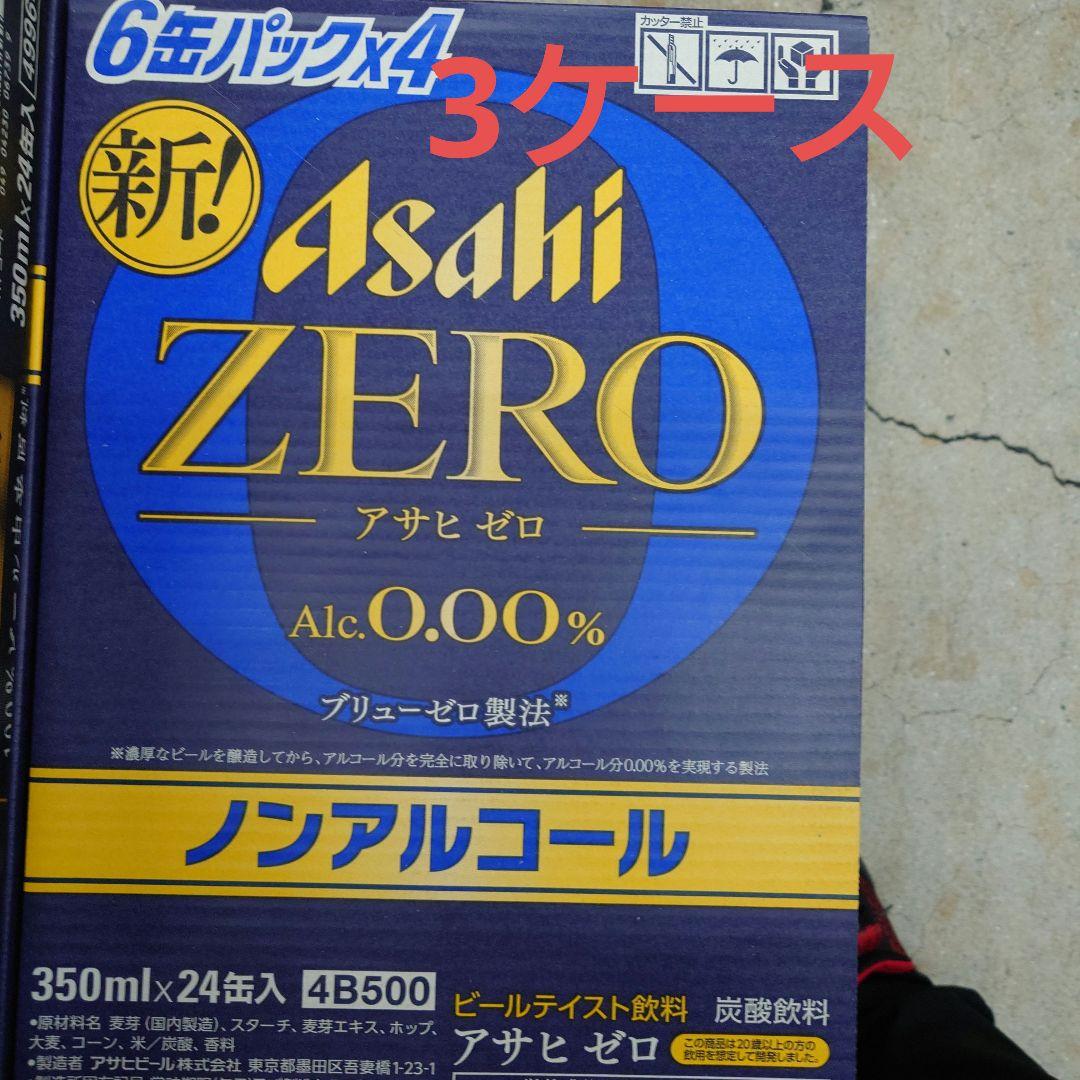 6缶パック×4
カッター禁止
3ケース
新!
Asahi
ZERO
アサヒ ゼロ
Alc.0.00%
ブリューゼロ製法※
※濃厚なビールを醸造してから、アルコール分を完全に取り除いて、アルコール分0.00%を実現する製法
ノンアルコール
350ml×24缶入 4B500
•原材料名 麦芽(国内製造)、スターチ、麦芽エキス、ホップ、
大麦、コーン、米/炭酸、香料
•製造者 アサヒビール株式会社 東京都墨田区吾妻橋1-23-1
ビールテイスト飲料 炭酸飲料
アサヒ ゼロ
この商品は20歳以上の方の
飲用を想定して開発しました。
350ml×24缶入